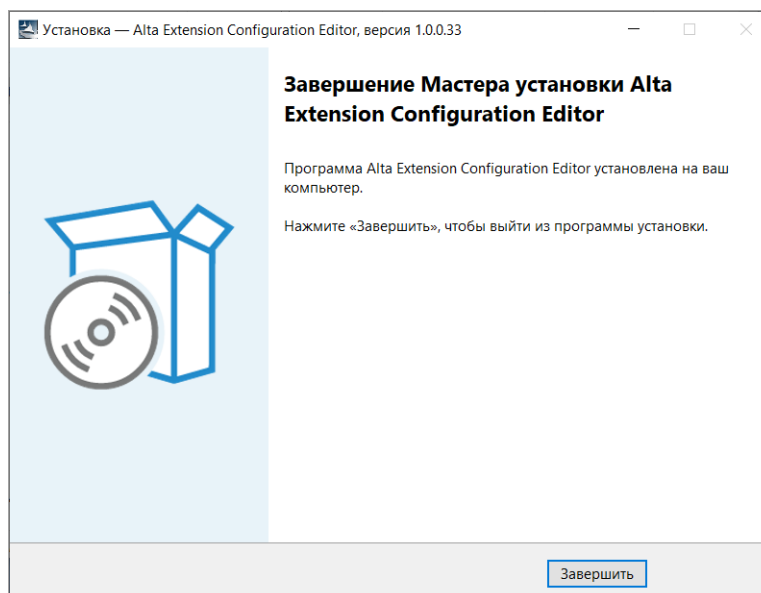 Установка — Alta Extension Configuration Editor, версия 1.0.0.33
Завершение Мастера установки Alta
Extension Configuration Editor
Программа Alta Extension Configuration Editor установлена на ваш
компьютер.
Нажмите «Завершить», чтобы выйти из программы установки.
Завершить